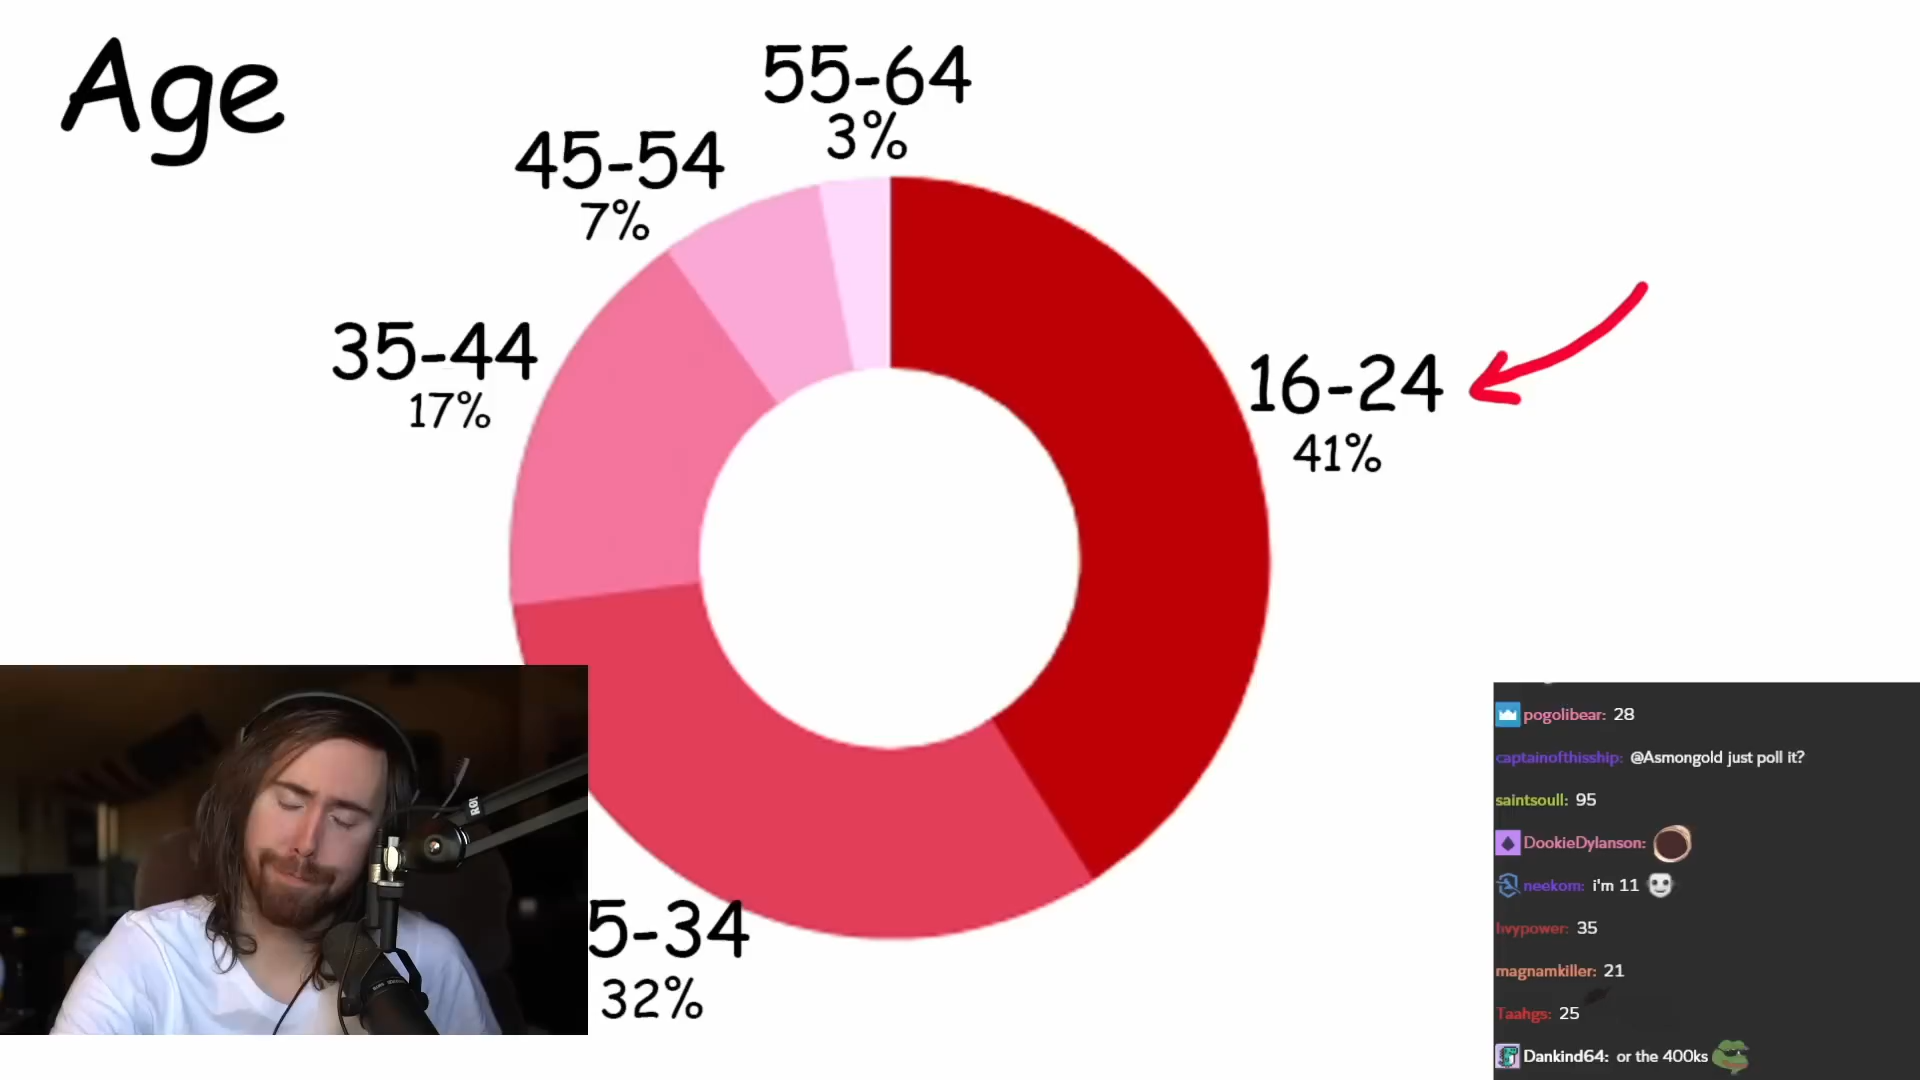 Age
55-64
3%
45-54
7%
35-44
17%
16-24
41%
5-34
32%
pogolibear: 28
captainofthisship: @Asmongold just poll it?
saintsoull: 95
DookieDylanson:
neekom: i'm 11
hvypower: 35
magnamkiller: 21
Taahgs: 25
Dankind64: or the 400ks